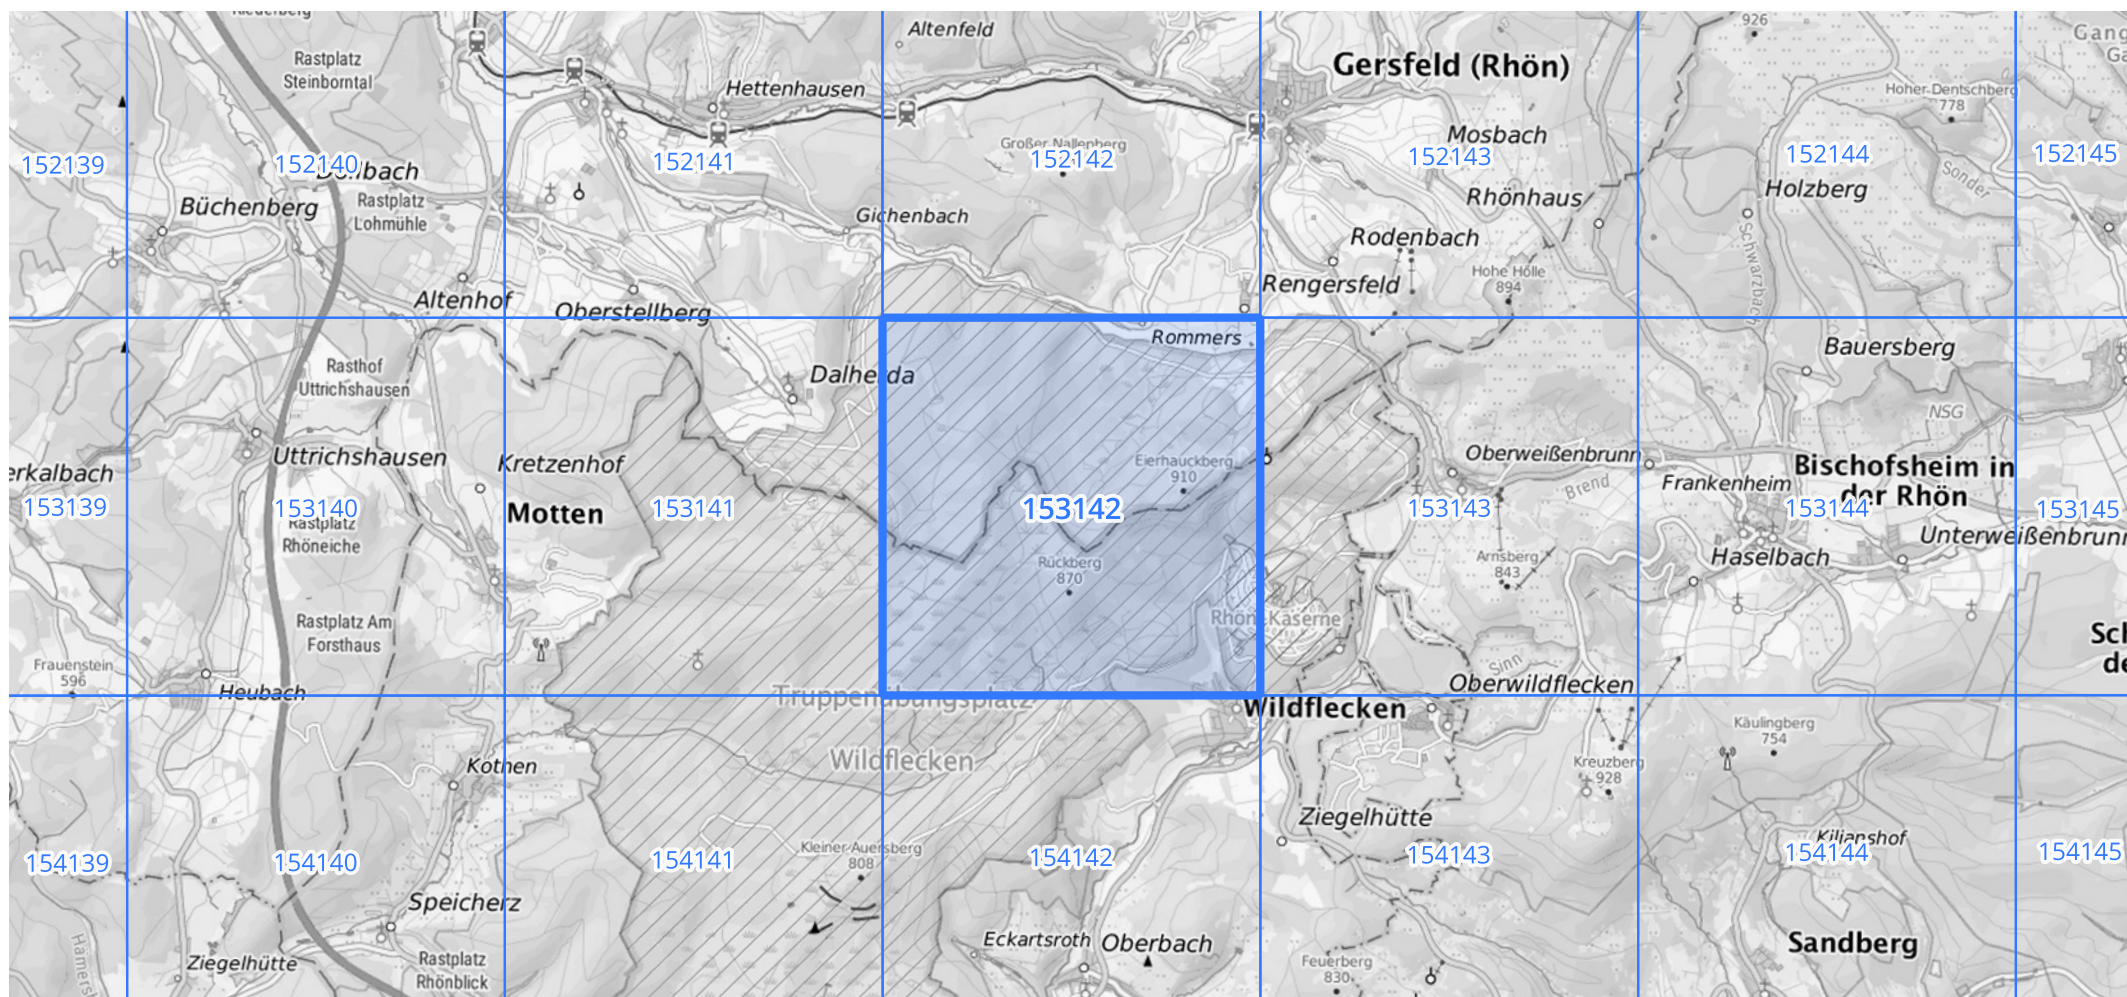 Altenfeld
926
Rastplatz
Steinborntal
Gersfeld (Rhön)
Hettenhausen
Hoher Dentschberg
778
Mosbach
Großer Nallenberg
152139
152140
152141
152142
152143
152144
152145
Büchenberg
Rastplatz
Lohmühle
Gichenbach
Rhönhaus
Holzberg
Sonder
Schwarzbach
Rodenbach
Hohe Hölle
894
Rengersfeld
Altenhof
Oberstellberg
Rommers
Bauersberg
Rasthof
Uttrichshausen
Dalherda
NSG
Uttrichshausen
Kretzenhof
Eierhauckberg
910
Oberweißenbrunn
Bischofsheim in
der Rhön
Frankenheim
Brend
erkalbach
153139
153140
153141
153142
153143
153144
153145
Motten
Rastplatz
Rhöneiche
Unterweißenbrunn
Haselbach
Arnsberg
843
Rückberg
870
Rhön-Kaserne
Rastplatz Am
Forsthaus
Frauenstein
596
Heubach
Sinn
Oberwildflecken
Truppenübungsplatz
Wildflecken
Wildflecken
Käulingberg
754
Kothen
Kreuzberg
928
Ziegelhütte
Kleiner Auersberg
808
Kilianshof
154139
154140
154141
154142
154143
154144
154145
Speicherz
Eckartsroth
Oberbach
Sandberg
Ziegelhütte
Rastplatz
Rhönblick
Feuerberg
830